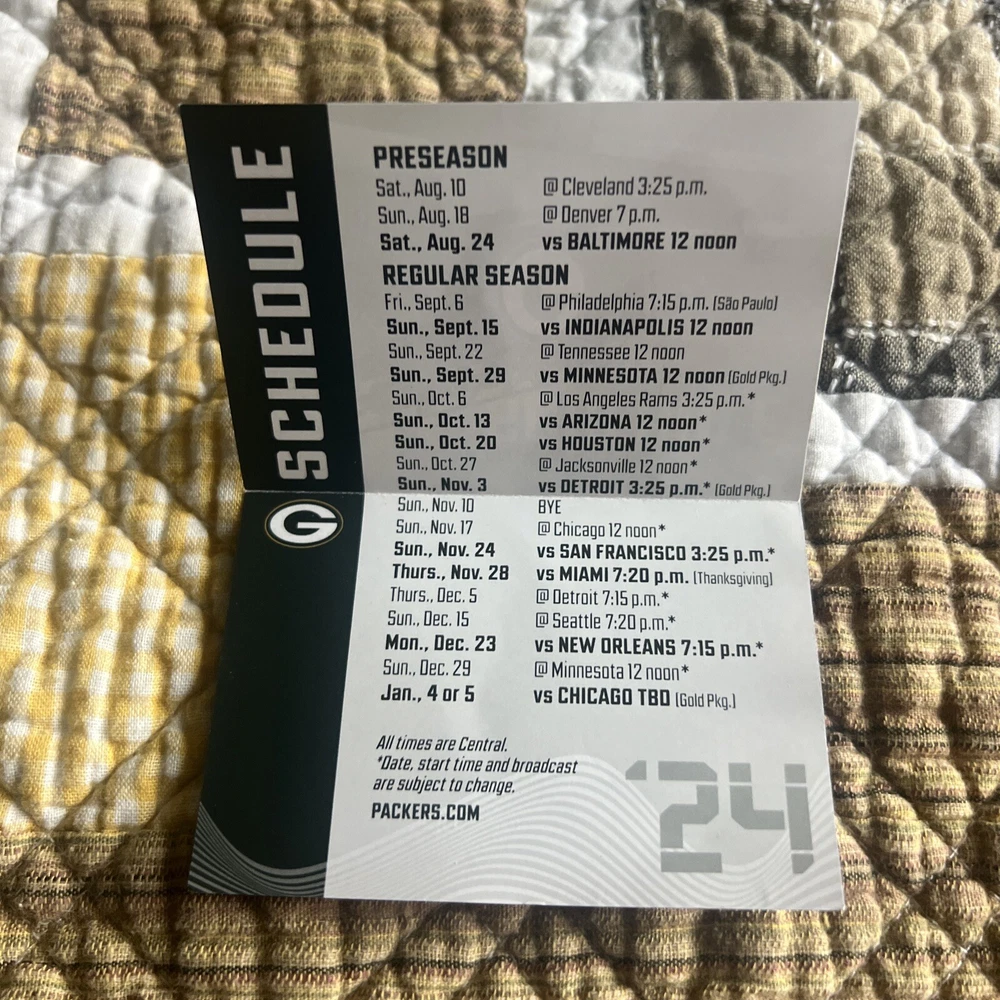 SCHEDULE
PRESEASON
Sat., Aug. 10 @ Cleveland 3:25 p.m.
Sun., Aug. 18 @ Denver 7 p.m.
Sat., Aug. 24 vs BALTIMORE 12 noon
REGULAR SEASON
Fri., Sept. 6 @ Philadelphia 7:15 p.m. (São Paulo)
Sun., Sept. 15 vs INDIANAPOLIS 12 noon
Sun., Sept. 22 @ Tennessee 12 noon
Sun., Sept. 29 vs MINNESOTA 12 noon (Gold Pkg.)
Sun., Oct. 6 @ Los Angeles Rams 3:25 p.m.*
Sun., Oct. 13 vs ARIZONA 12 noon*
Sun., Oct. 20 vs HOUSTON 12 noon*
Sun., Oct. 27 @ Jacksonville 12 noon*
Sun., Nov. 3 vs DETROIT 3:25 p.m.* (Gold Pkg.)
Sun., Nov. 10 BYE
Sun., Nov. 17 @ Chicago 12 noon*
Sun., Nov. 24 vs SAN FRANCISCO 3:25 p.m.*
Thurs., Nov. 28 vs MIAMI 7:20 p.m. (Thanksgiving)
Thurs., Dec. 5 @ Detroit 7:15 p.m.*
Sun., Dec. 15 @ Seattle 7:20 p.m.*
Mon., Dec. 23 vs NEW ORLEANS 7:15 p.m.*
Sun., Dec. 29 @ Minnesota 12 noon*
Jan., 4 or 5 vs CHICAGO TBD (Gold Pkg.)
G
All times are Central.
*Date, start time and broadcast
are subject to change.
PACKERS.COM
'24